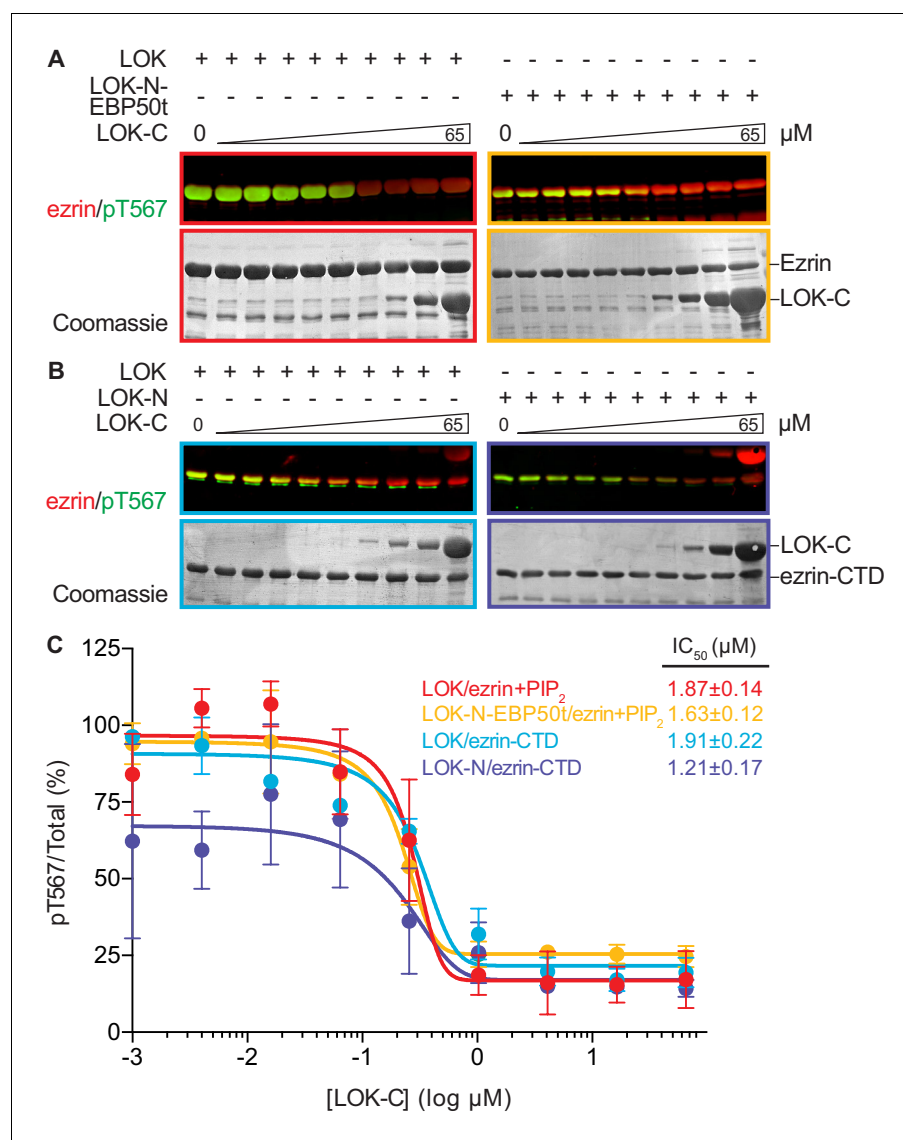 A
LOK + + + + + + + + + + - - - - - - - - - -
LOK-N-
EBP50t - - - - - - - - - - + + + + + + + + + +
LOK-C 0 65 0 65 µM
ezrin/pT567
Coomassie
Ezrin
LOK-C
B
LOK + + + + + + + + + + - - - - - - - - - -
LOK-N - - - - - - - - - - + + + + + + + + + +
LOK-C 0 65 0 65 µM
ezrin/pT567
Coomassie
LOK-C
ezrin-CTD
C
IC50 (µM)
LOK/ezrin+PIP2 1.87±0.14
LOK-N-EBP50t/ezrin+PIP2 1.63±0.12
LOK/ezrin-CTD 1.91±0.22
LOK-N/ezrin-CTD 1.21±0.17
pT567/Total (%)
125
100
75
50
25
0
-3 -2 -1 0 1
[LOK-C] (log µM)